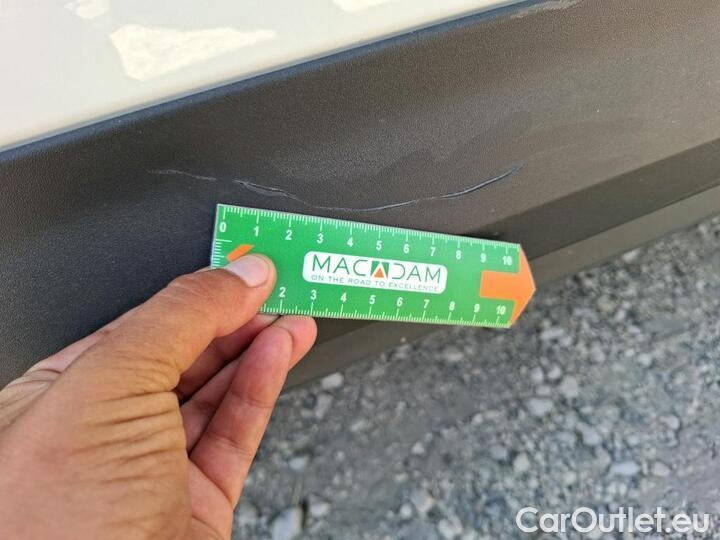 0 1 2 3 4 5 6 7 8 9 10
MACADAM
ON THE ROAD TO EXCELLENCE
2 3 4 5 6 7 8 9 10
CarOutlet.eu